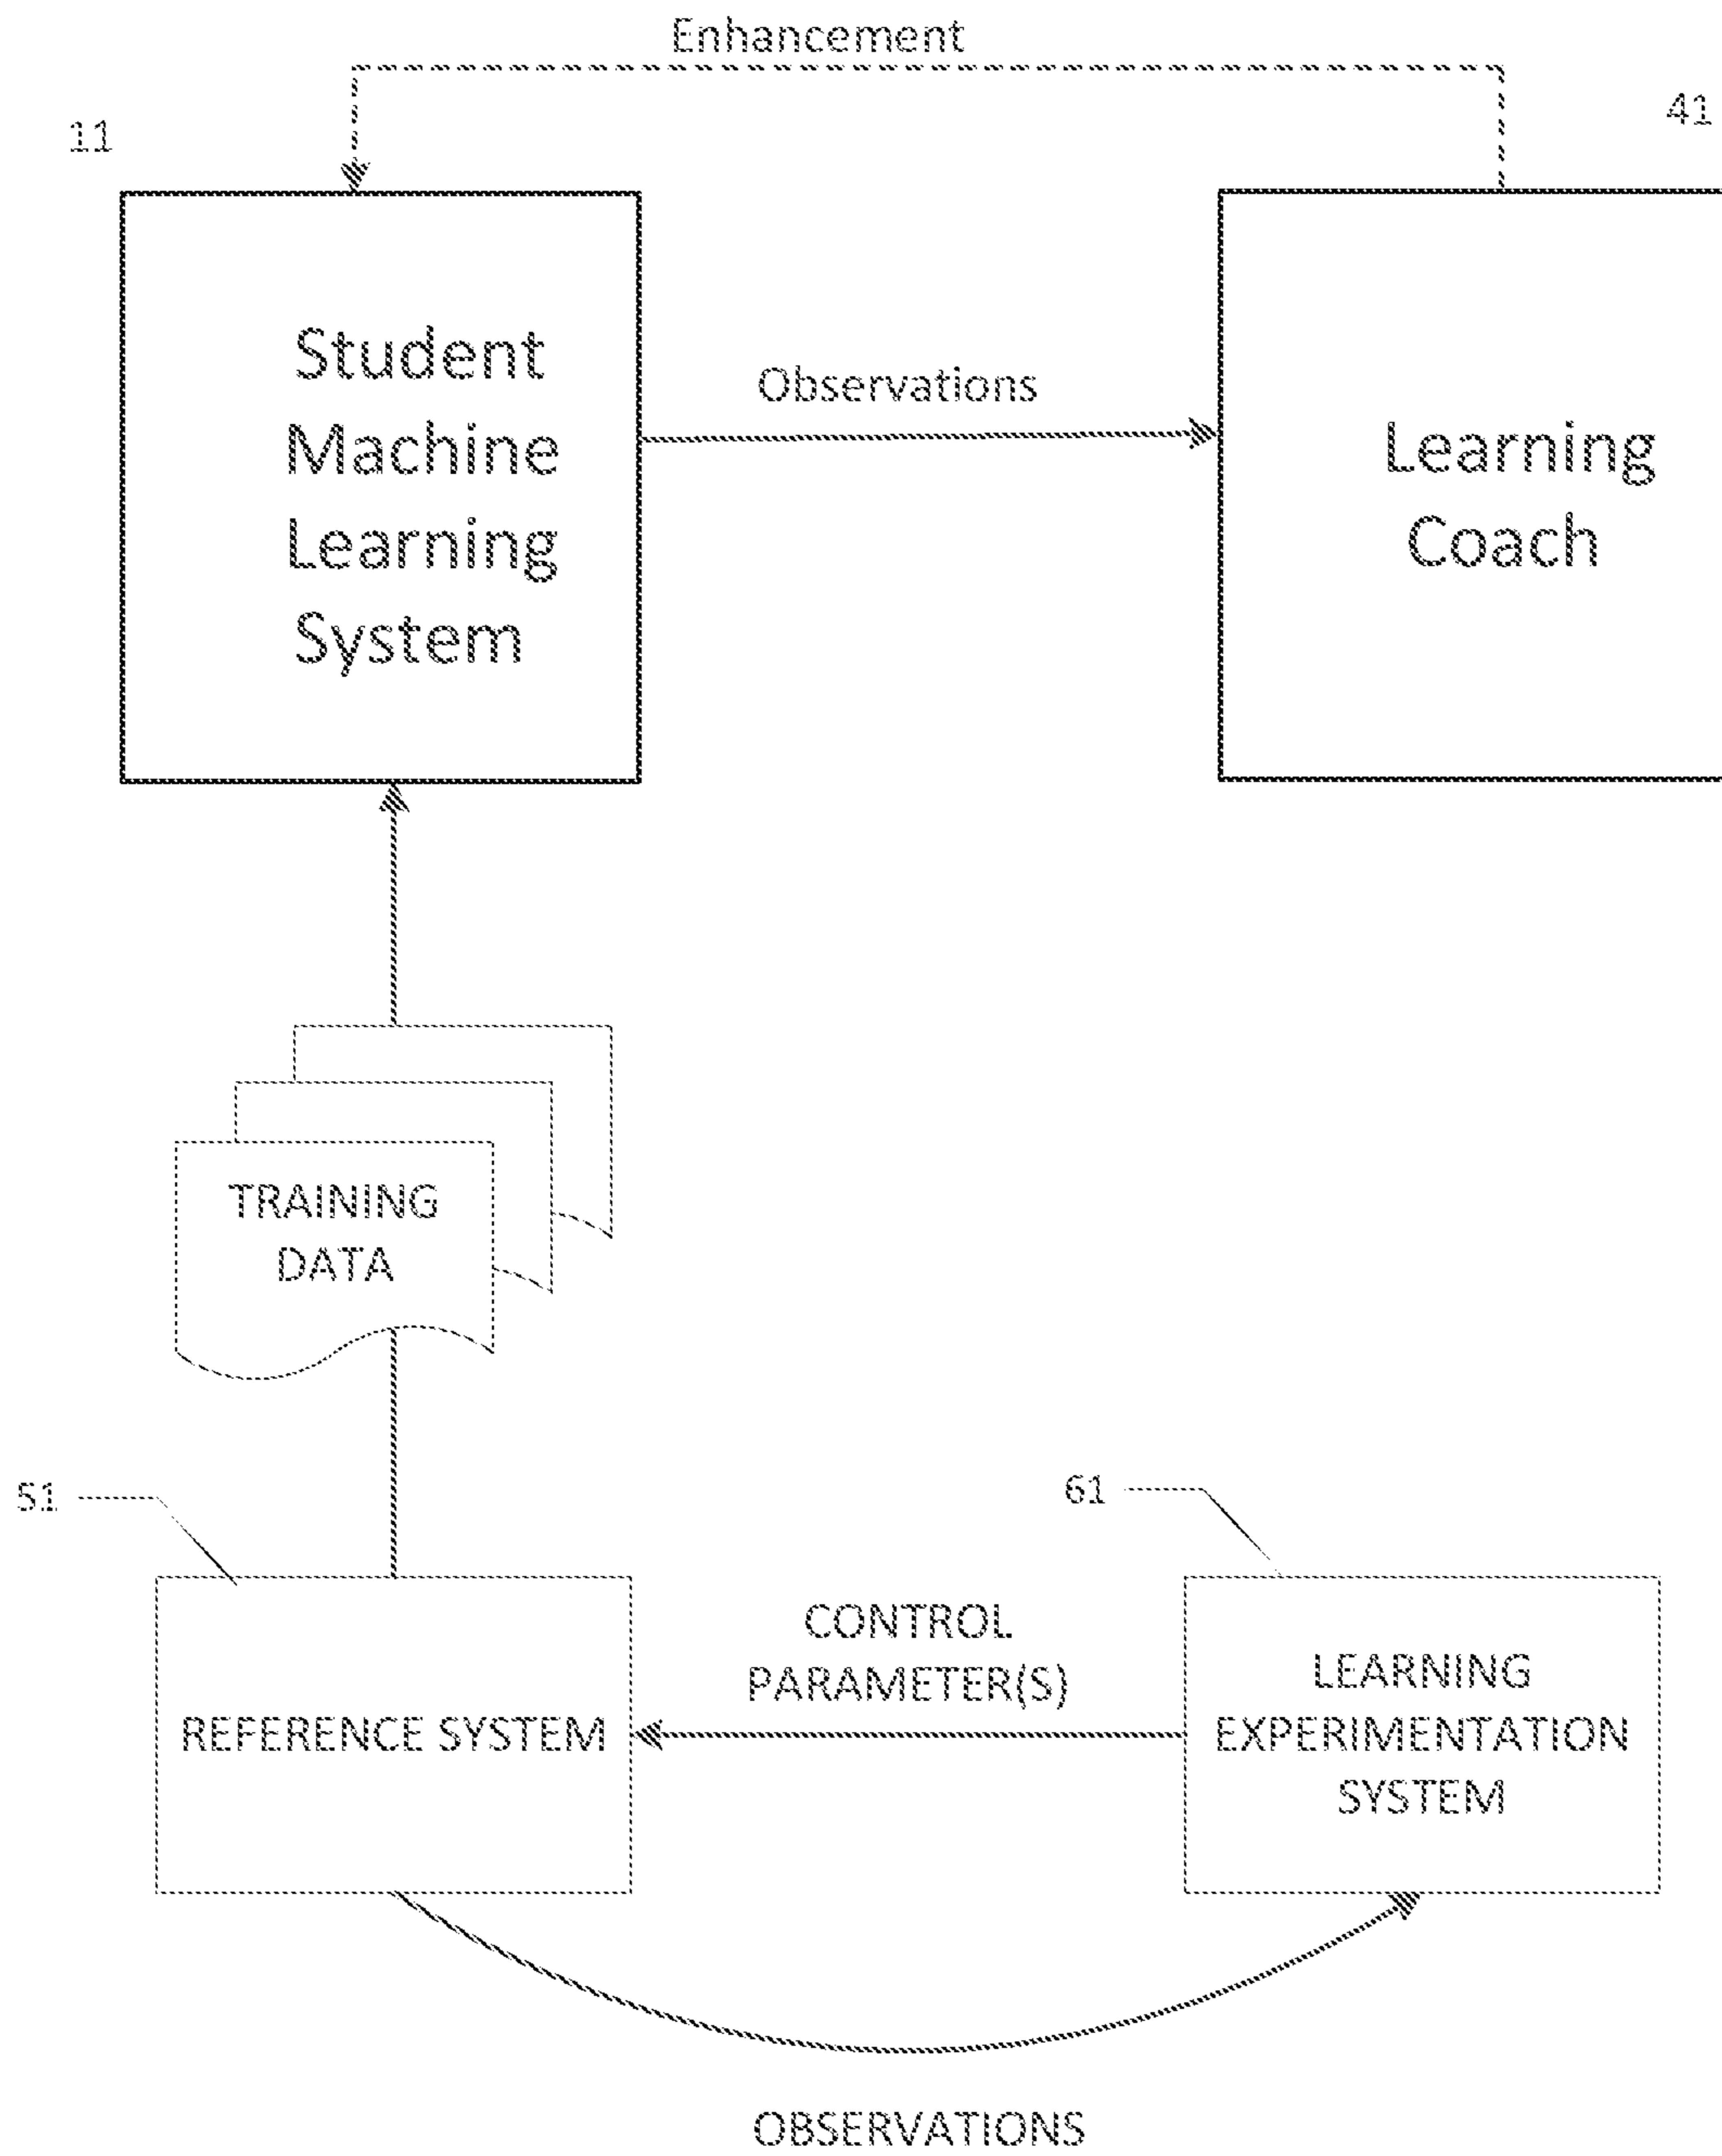 Enhancement
11
41
Student
Machine
Learning
System
Observations
Learning
Coach
TRAINING
DATA
51
61
REFERENCE SYSTEM
CONTROL
PARAMETER(S)
LEARNING
EXPERIMENTATION
SYSTEM
OBSERVATIONS